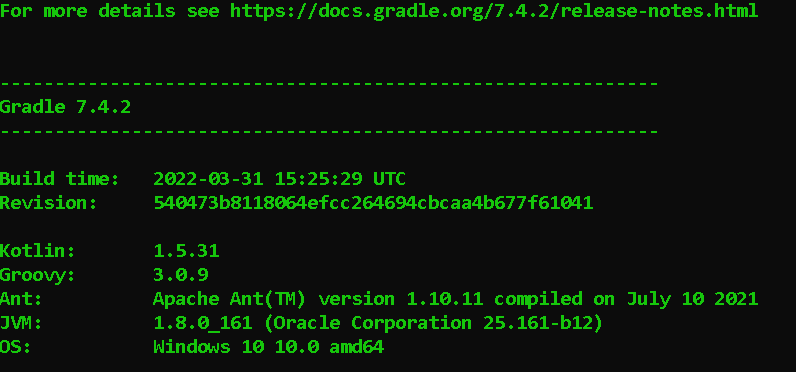 For more details see https://docs.gradle.org/7.4.2/release-notes.html
------------------------------------------------------------
Gradle 7.4.2
------------------------------------------------------------
Build time:   2022-03-31 15:25:29 UTC
Revision:     540473b8118064efcc264694cbcaa4b677f61041
Kotlin:       1.5.31
Groovy:       3.0.9
Ant:          Apache Ant(TM) version 1.10.11 compiled on July 10 2021
JVM:          1.8.0_161 (Oracle Corporation 25.161-b12)
OS:           Windows 10 10.0 amd64